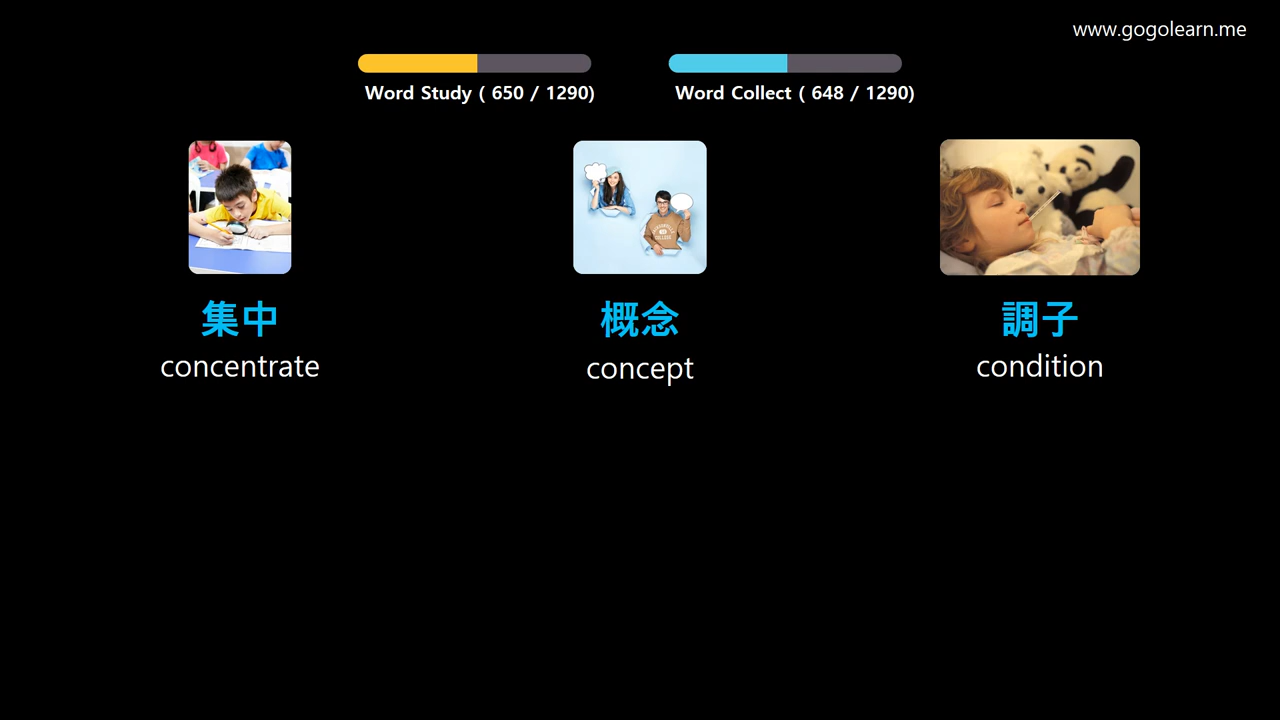 www.gogolearn.me
Word Study ( 650 / 1290)
Word Collect ( 648 / 1290)
集中
概念
調子
concentrate
concept
condition